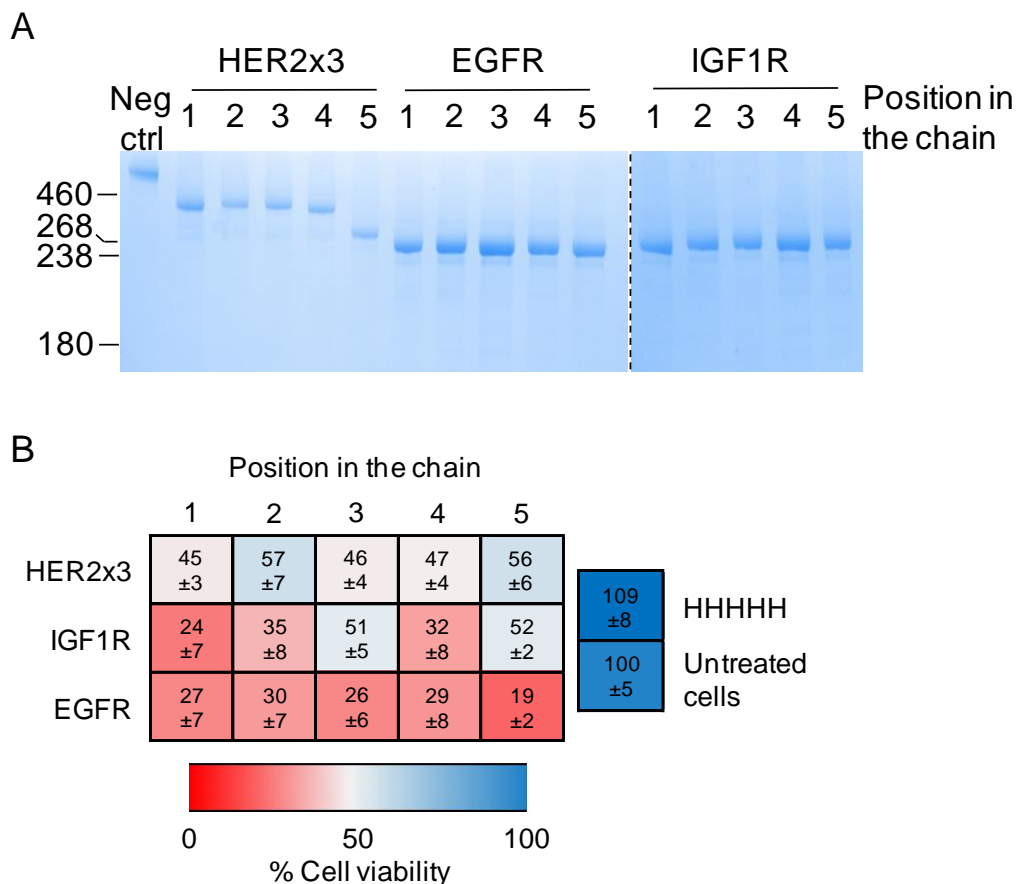 A
HER2x3 EGFR IGF1R
Neg ctrl
1 2 3 4 5 1 2 3 4 5 1 2 3 4 5
Position in the chain
460
268
238
180
B
Position in the chain
1 2 3 4 5
HER2x3 45 ±3 57 ±7 46 ±4 47 ±4 56 ±6
IGF1R 24 ±7 35 ±8 51 ±5 32 ±8 52 ±2
EGFR 27 ±7 30 ±7 26 ±6 29 ±8 19 ±2
109 ±8 HHHHH
100 ±5 Untreated cells
0 50 100
% Cell viability